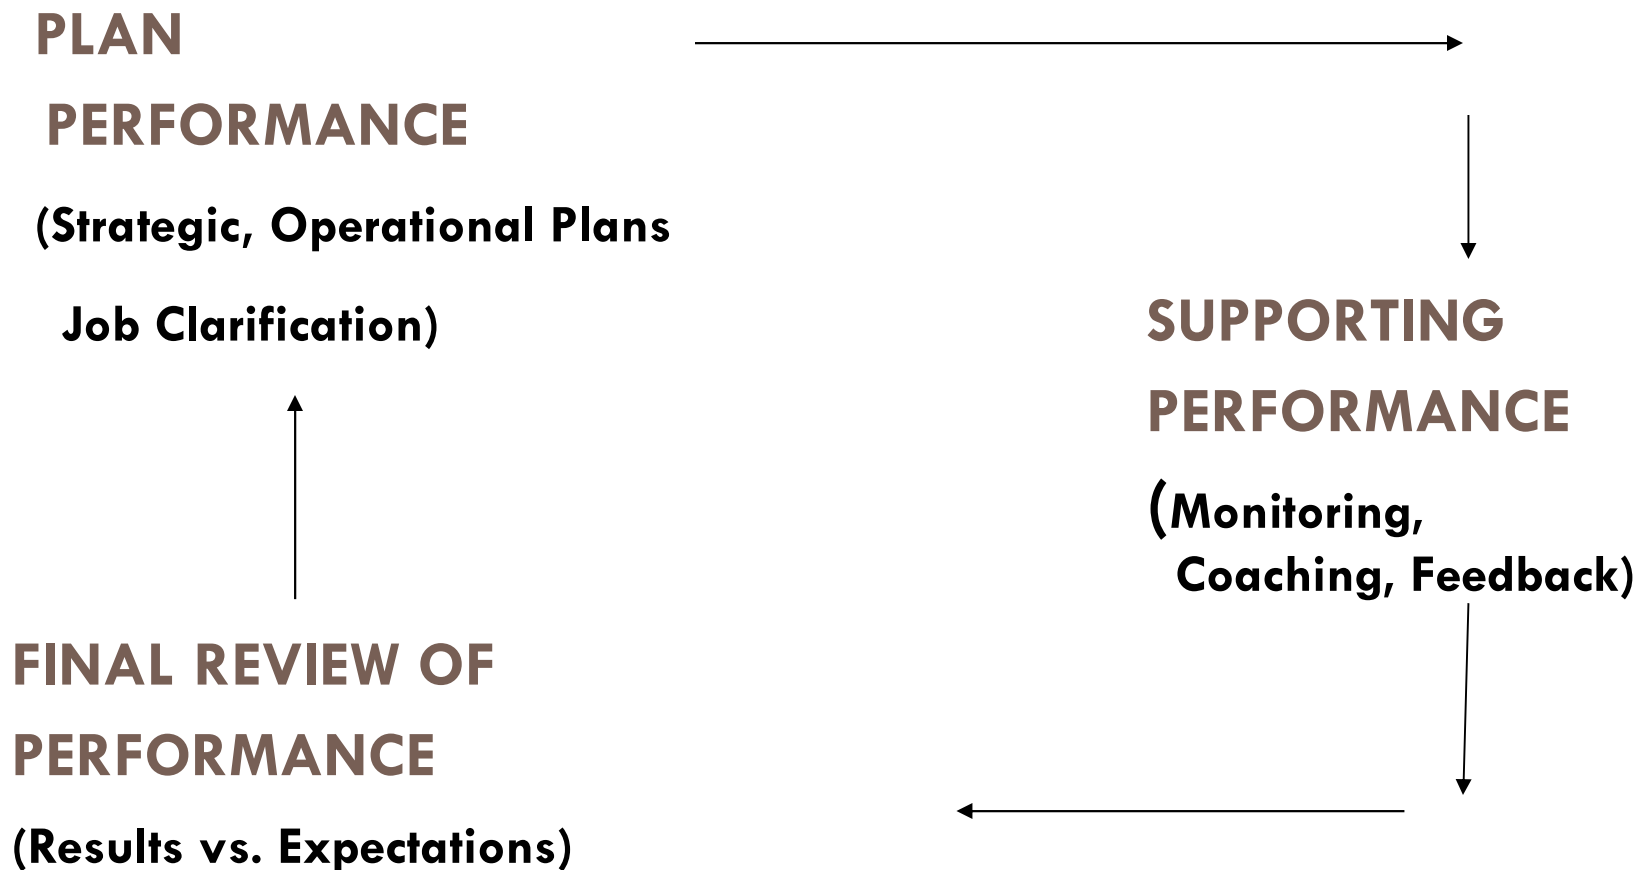 PLAN
PERFORMANCE
(Strategic, Operational Plans
Job Clarification)
SUPPORTING
PERFORMANCE
(Monitoring,
Coaching, Feedback)
FINAL REVIEW OF
PERFORMANCE
(Results vs. Expectations)